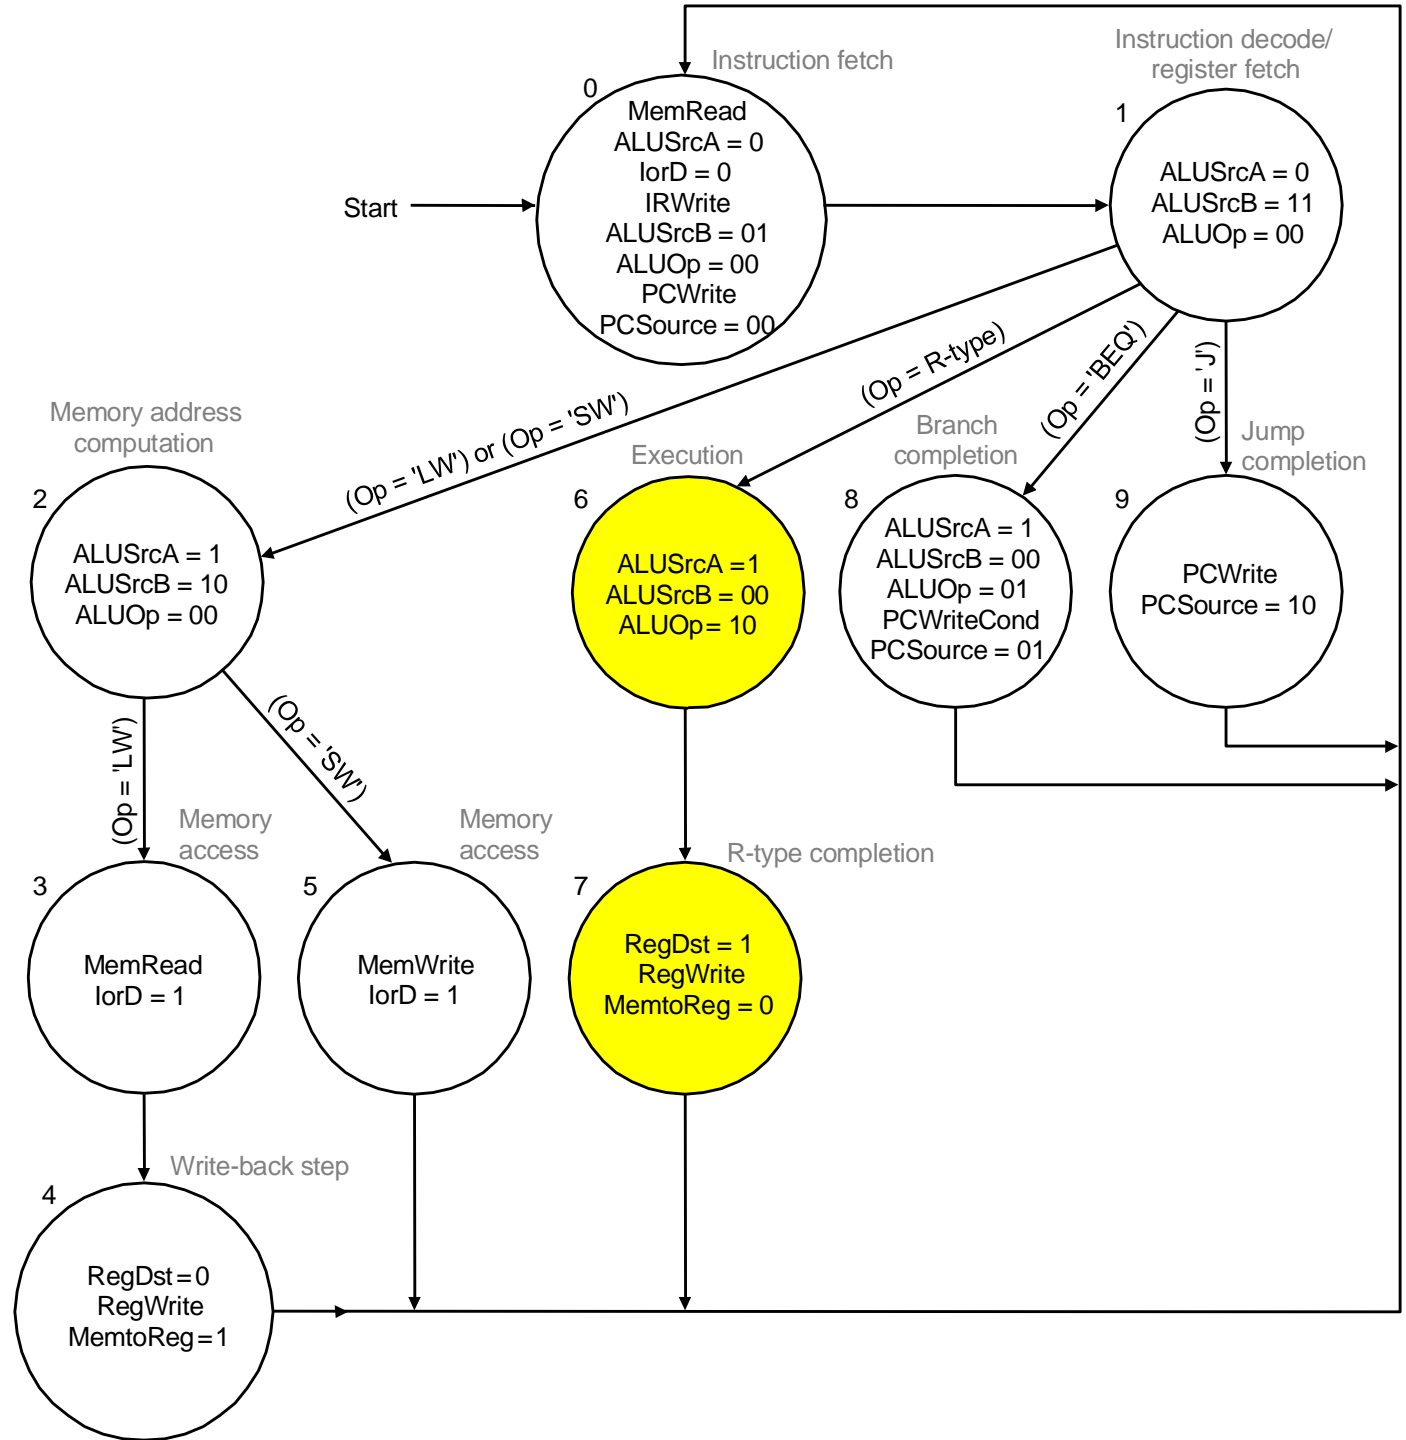 Instruction fetch
Instruction decode/
register fetch
0
MemRead
ALUSrcA = 0
IorD = 0
IRWrite
ALUSrcB = 01
ALUOp = 00
PCWrite
PCSource = 00
1
ALUSrcA = 0
ALUSrcB = 11
ALUOp = 00
Start
(Op = 'LW') or (Op = 'SW')
(Op = R-type)
(Op = 'BEQ')
(Op = 'J')
Memory address
computation
2
ALUSrcA = 1
ALUSrcB = 10
ALUOp = 00
Execution
6
ALUSrcA =1
ALUSrcB = 00
ALUOp= 10
Branch
completion
8
ALUSrcA = 1
ALUSrcB = 00
ALUOp = 01
PCWriteCond
PCSource = 01
Jump
completion
9
PCWrite
PCSource = 10
(Op = 'LW')
(Op = 'SW')
Memory
access
3
MemRead
IorD = 1
Memory
access
5
MemWrite
IorD = 1
R-type completion
7
RegDst = 1
RegWrite
MemtoReg = 0
Write-back step
4
RegDst=0
RegWrite
MemtoReg=1